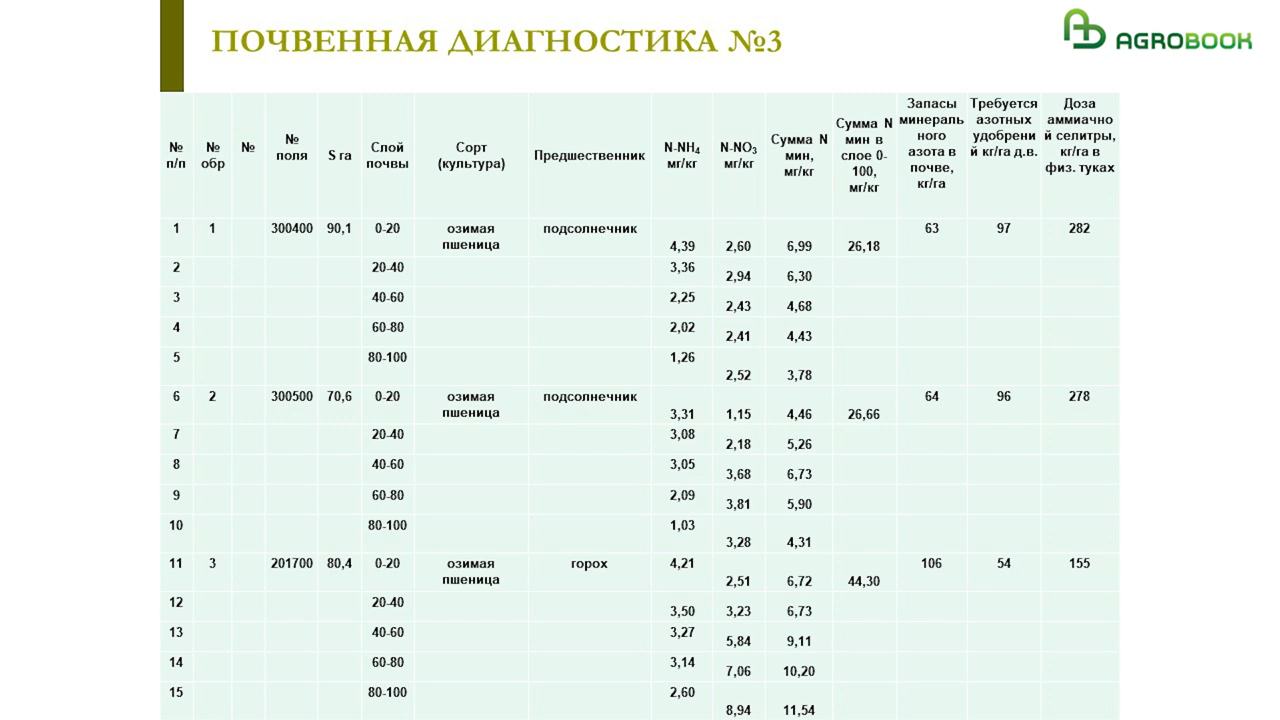 ПОЧВЕННАЯ ДИАГНОСТИКА №3
AGROBOOK
№ п/п № обр № № поля S га Слой почвы Сорт (культура) Предшественник N-NH4 мг/кг N-NO3 мг/кг Сумма N мин, мг/кг Сумма N мин в слое 0-100, мг/кг Запасы минераль ного азота в почве, кг/га Требуется азотных удобрени й кг/га д.в. Доза аммиачно й селитры, кг/га в физ. туках
1 1 300400 90,1 0-20 озимая пшеница подсолнечник 4,39 2,60 6,99 26,18 63 97 282
2 20-40 3,36 2,94 6,30
3 40-60 2,25 2,43 4,68
4 60-80 2,02 2,41 4,43
5 80-100 1,26 2,52 3,78
6 2 300500 70,6 0-20 озимая пшеница подсолнечник 3,31 1,15 4,46 26,66 64 96 278
7 20-40 3,08 2,18 5,26
8 40-60 3,05 3,68 6,73
9 60-80 2,09 3,81 5,90
10 80-100 1,03 3,28 4,31
11 3 201700 80,4 0-20 озимая пшеница горох 4,21 2,51 6,72 44,30 106 54 155
12 20-40 3,50 3,23 6,73
13 40-60 3,27 5,84 9,11
14 60-80 3,14 7,06 10,20
15 80-100 2,60 8,94 11,54